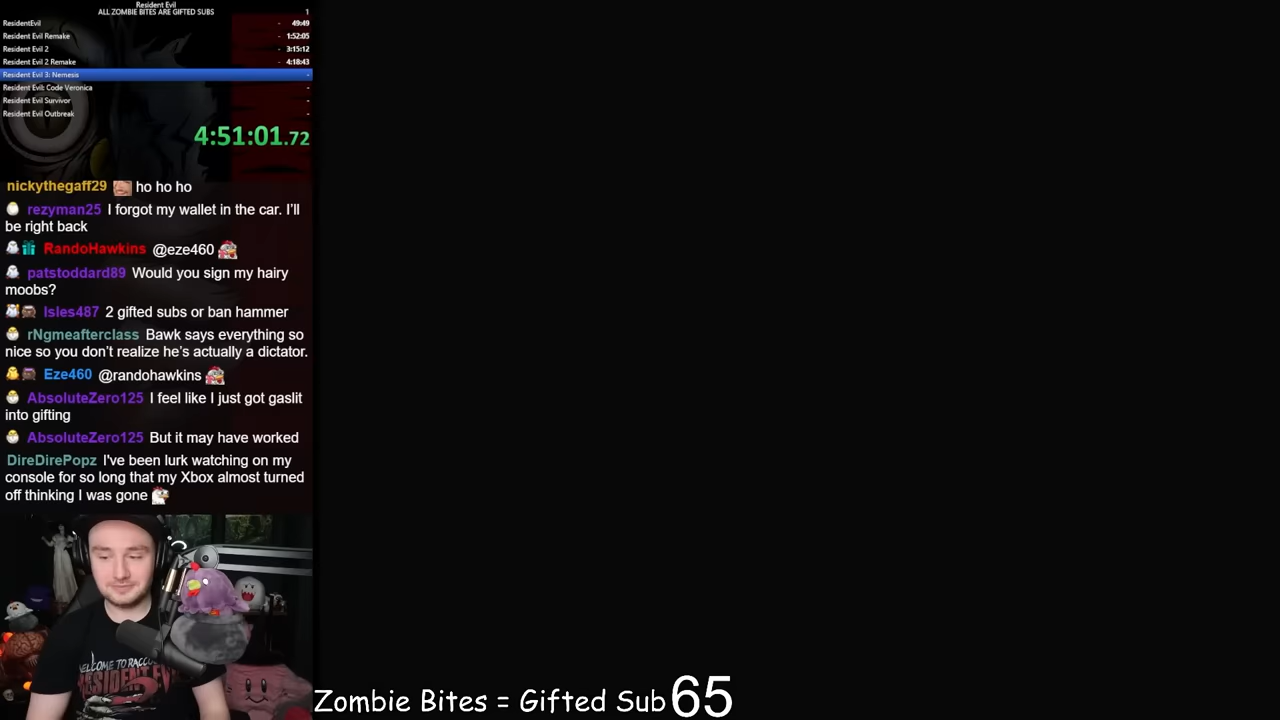 Resident Evil
ALL ZOMBIE BITES ARE GIFTED SUBS 1
ResidentEvil - 49:49
Resident Evil Remake - 1:52:05
Resident Evil 2 - 3:15:12
Resident Evil 2 Remake - 4:18:43
Resident Evil 3: Nemesis -
Resident Evil: Code Veronica -
Resident Evil Survivor -
Resident Evil Outbreak -
4:51:01.72
nickythegaff29 ho ho ho
rezyman25 I forgot my wallet in the car. I’ll
be right back
RandoHawkins @eze460
patstoddard89 Would you sign my hairy
moobs?
Isles487 2 gifted subs or ban hammer
rNgmeafterclass Bawk says everything so
nice so you don’t realize he’s actually a dictator.
Eze460 @randohawkins
AbsoluteZero125 I feel like I just got gaslit
into gifting
AbsoluteZero125 But it may have worked
DireDirePopz I've been lurk watching on my
console for so long that my Xbox almost turned
off thinking I was gone
WELCOME TO RACCO
RESIDENT EVI
Zombie Bites = Gifted Sub 65